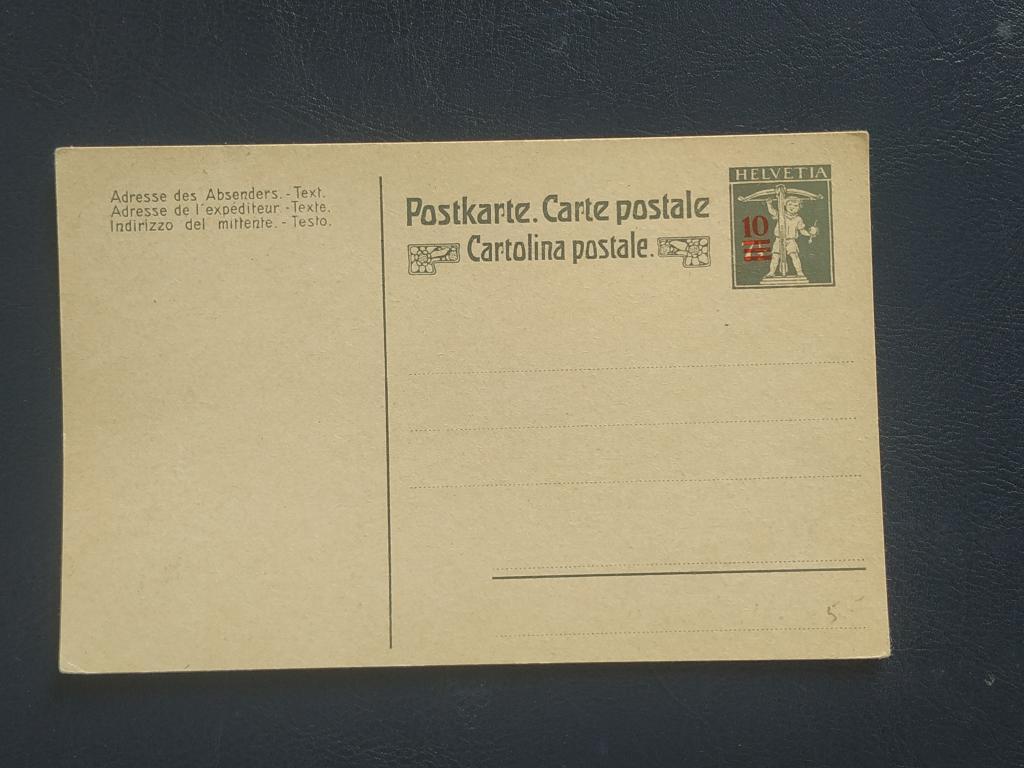 Adresse des Absenders. - Text.
Adresse de l'expéditeur. - Texte.
Indirizzo del mittente. - Testo.
Postkarte. Carte postale
Cartolina postale.
HELVETIA
10
5 -